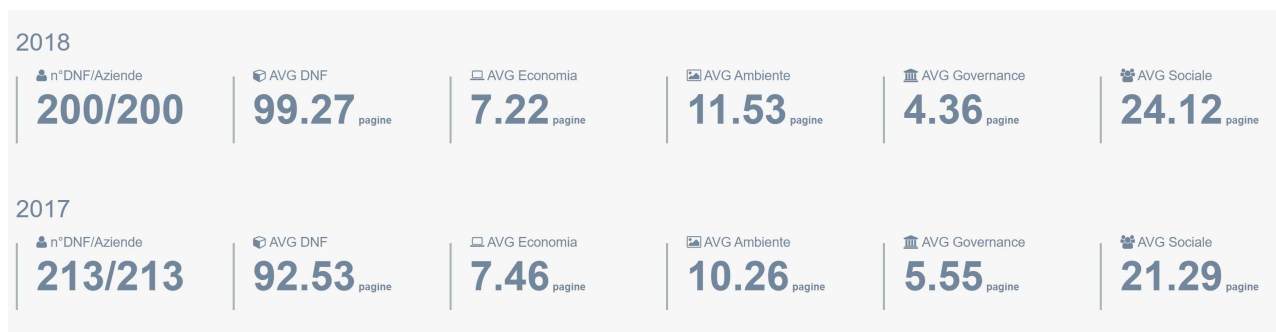 2018
n°DNF/Aziende AVG DNF AVG Economia AVG Ambiente AVG Governance AVG Sociale
200/200 99.27 pagine 7.22 pagine 11.53 pagine 4.36 pagine 24.12 pagine
2017
n°DNF/Aziende AVG DNF AVG Economia AVG Ambiente AVG Governance AVG Sociale
213/213 92.53 pagine 7.46 pagine 10.26 pagine 5.55 pagine 21.29 pagine